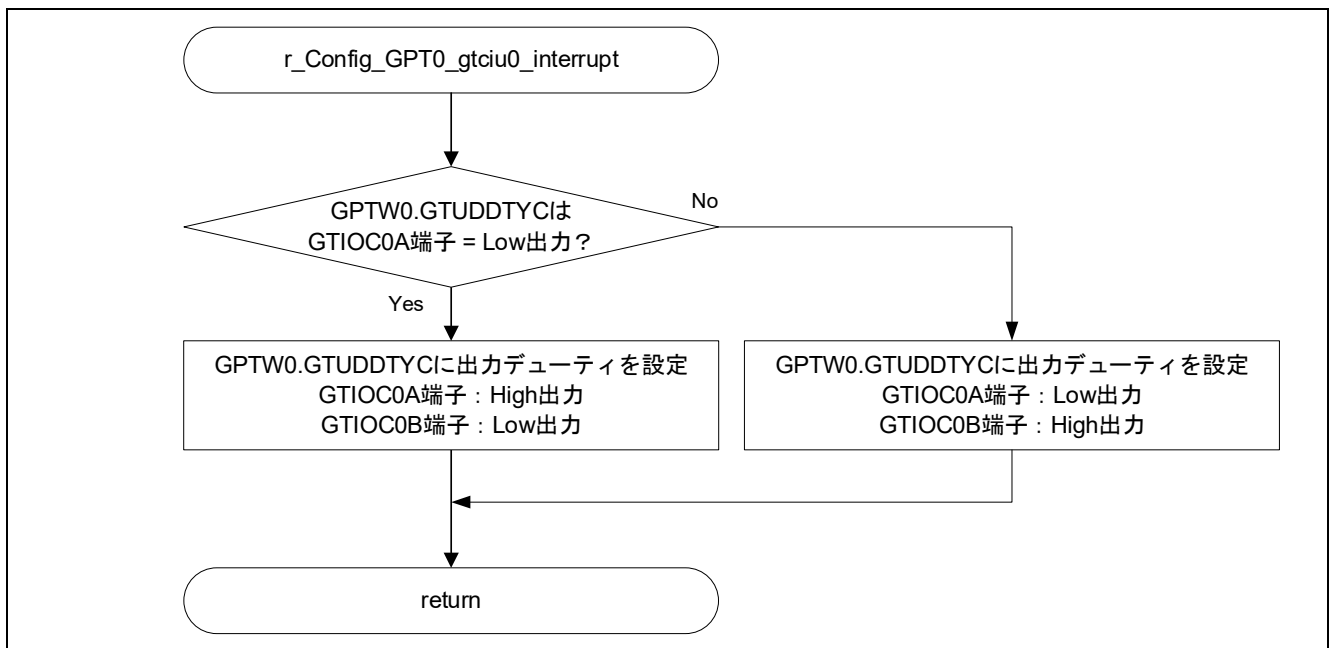 r_Config_GPT0_gtciu0_interrupt
GPTW0.GTUDDTYCは
GTIOC0A端子 = Low出力？
No
Yes
GPTW0.GTUDDTYCに出力デューティを設定
GTIOC0A端子：High出力
GTIOC0B端子：Low出力
GPTW0.GTUDDTYCに出力デューティを設定
GTIOC0A端子：Low出力
GTIOC0B端子：High出力
return